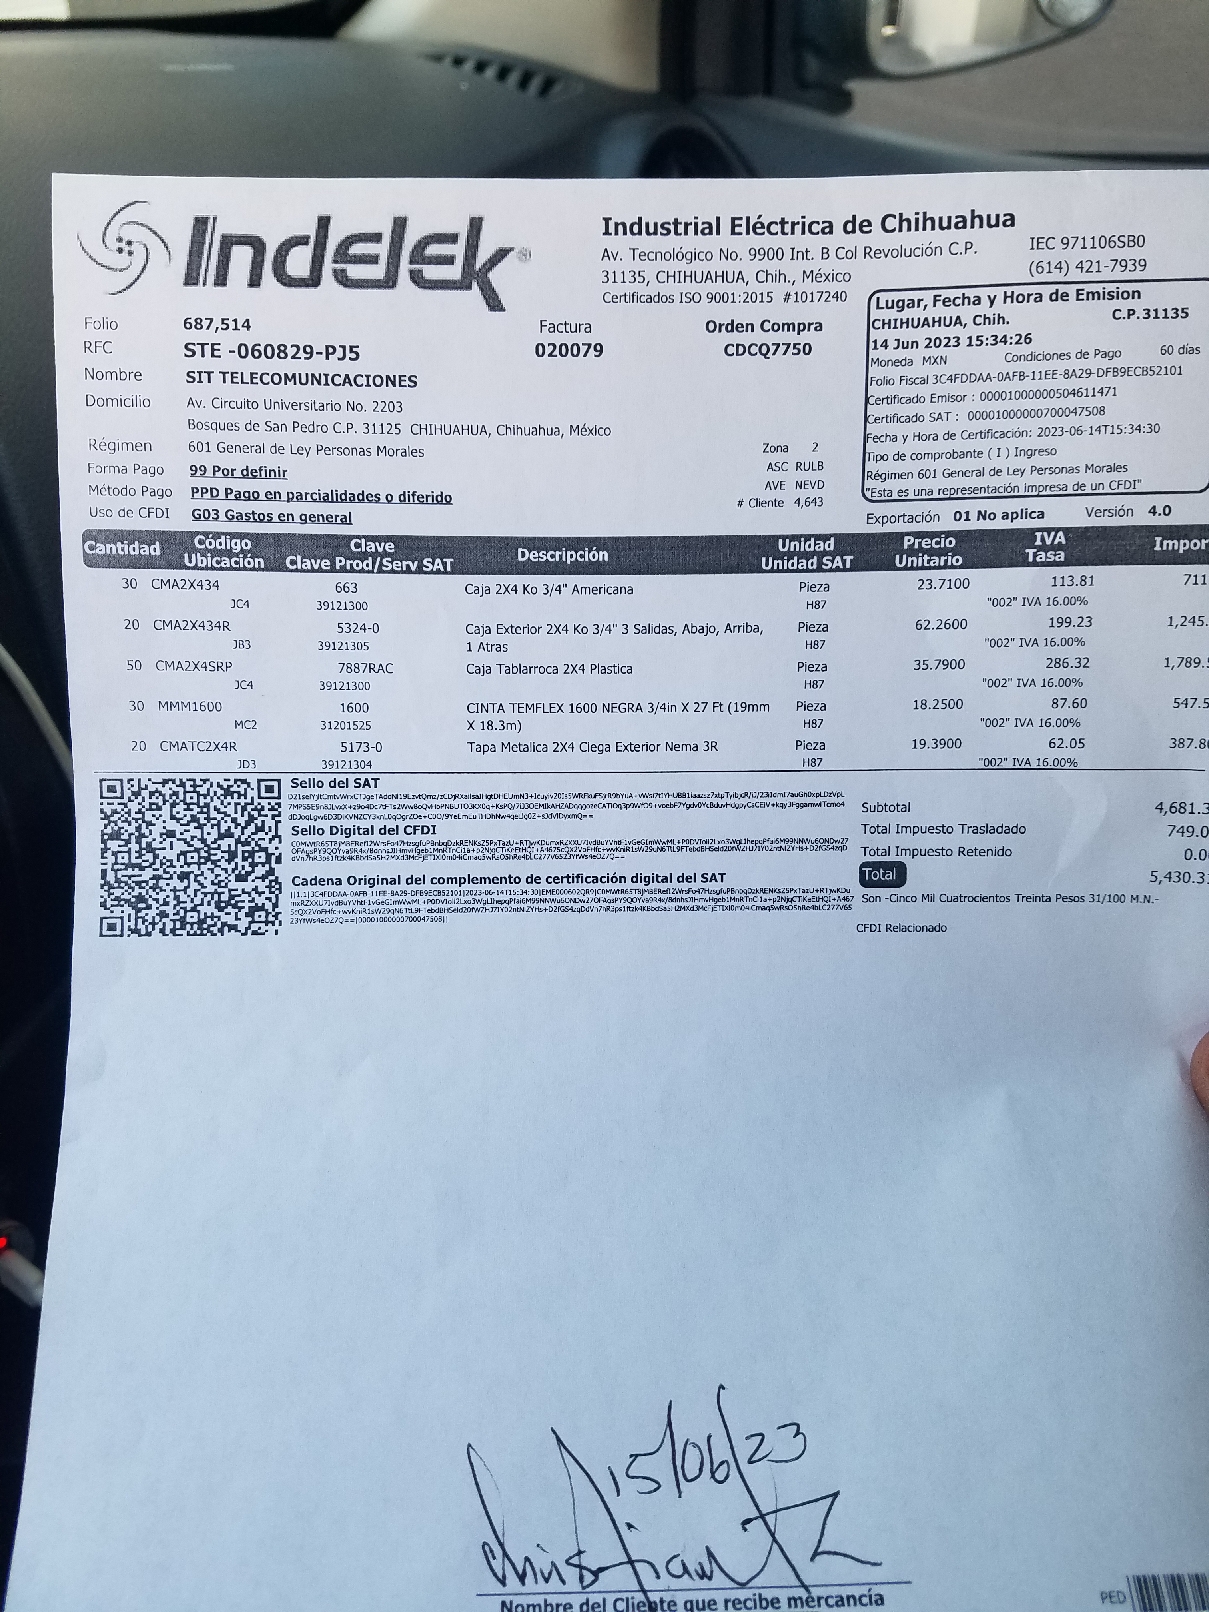 Indelek®
Industrial Eléctrica de Chihuahua
Av. Tecnológico No. 9900 Int. B Col Revolución C.P.
31135, CHIHUAHUA, Chih., México
Certificados ISO 9001:2015 #1017240
IEC 971106SB0
(614) 421-7939
Lugar, Fecha y Hora de Emision
CHIHUAHUA, Chih. C.P.31135
14 Jun 2023 15:34:26
Moneda MXN Condiciones de Pago 60 días
Folio Fiscal 3C4FDDAA-0AFB-11EE-8A29-DFB9ECB52101
Certificado Emisor : 00001000000504611471
Certificado SAT : 00001000000700047508
Fecha y Hora de Certificación: 2023-06-14T15:34:30
Tipo de comprobante ( I ) Ingreso
Régimen 601 General de Ley Personas Morales
"Esta es una representación impresa de un CFDI"
Exportación 01 No aplica Versión 4.0
Folio 687,514 Factura Orden Compra
RFC STE -060829-PJ5 020079 CDCQ7750
Nombre SIT TELECOMUNICACIONES
Domicilio Av. Circuito Universitario No. 2203
Bosques de San Pedro C.P. 31125 CHIHUAHUA, Chihuahua, México
Régimen 601 General de Ley Personas Morales Zona 2
Forma Pago 99 Por definir ASC RULB
Método Pago PPD Pago en parcialidades o diferido AVE NEVD
Uso de CFDI G03 Gastos en general # Cliente 4,643
Cantidad Código Clave Descripción Unidad Precio IVA Impor
Ubicación Clave Prod/Serv SAT Unidad SAT Unitario Tasa
30 CMA2X434 663 Caja 2X4 Ko 3/4" Americana Pieza 23.7100 113.81 711
JC4 39121300 H87 "002" IVA 16.00%
20 CMA2X434R 5324-0 Caja Exterior 2X4 Ko 3/4" 3 Salidas, Abajo, Arriba, Pieza 62.2600 199.23 1,245.
JB3 39121305 1 Atras H87 "002" IVA 16.00%
50 CMA2X4SRP 7887RAC Caja Tablarroca 2X4 Plastica Pieza 35.7900 286.32 1,789.5
JC4 39121300 H87 "002" IVA 16.00%
30 MMM1600 1600 CINTA TEMFLEX 1600 NEGRA 3/4in X 27 Ft (19mm Pieza 18.2500 87.60 547.5
MC2 31201525 X 18.3m) H87 "002" IVA 16.00%
20 CMATC2X4R 5173-0 Tapa Metalica 2X4 Ciega Exterior Nema 3R Pieza 19.3900 62.05 387.80
JD3 39121304 H87 "002" IVA 16.00%
Sello del SAT
Sello Digital del CFDI
Cadena Original del complemento de certificación digital del SAT
Subtotal 4,681.3
Total Impuesto Trasladado 749.0
Total Impuesto Retenido 0.0
Total 5,430.31
Son -Cinco Mil Cuatrocientos Treinta Pesos 31/100 M.N.-
CFDI Relacionado
15/06/23
Nombre del Cliente que recibe mercancía
PED